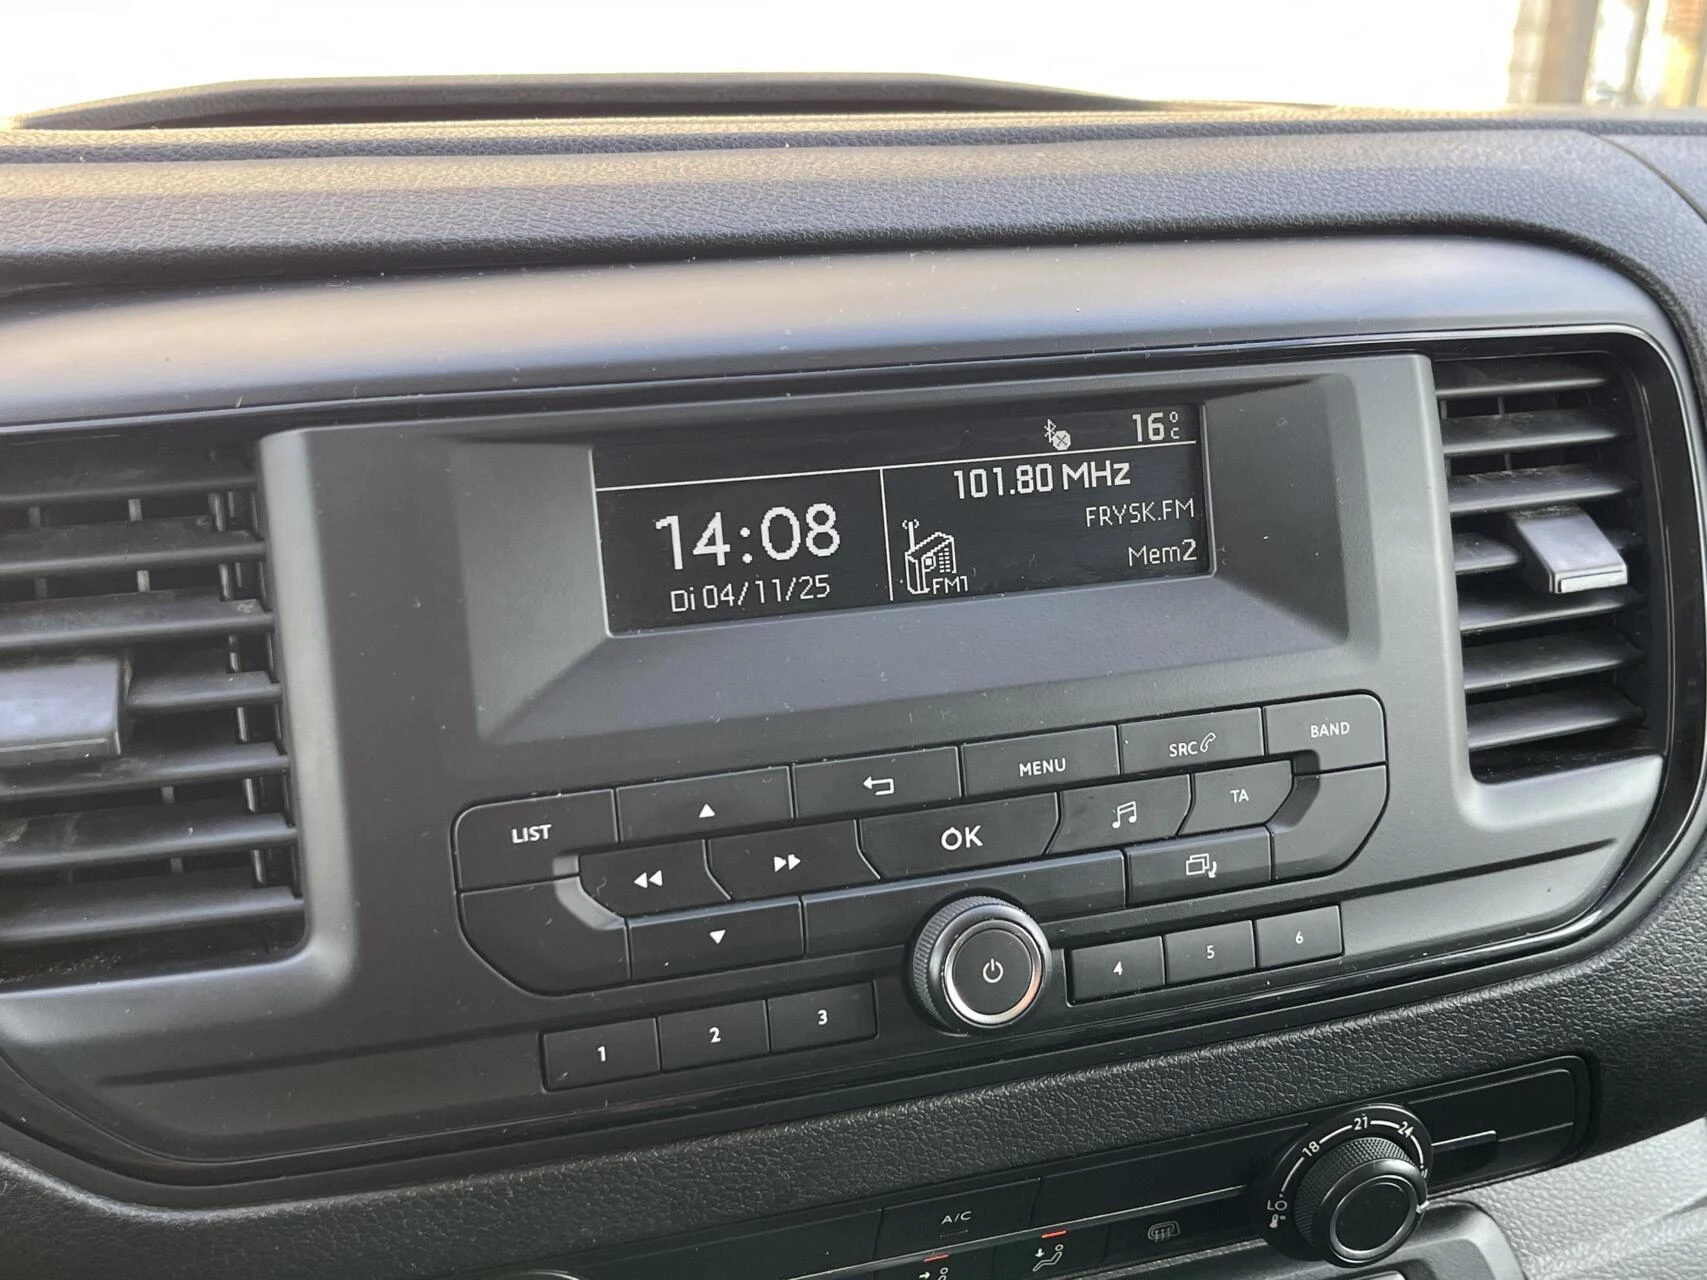 16°C
101.80 MHz
14:08
FRYSK.FM
Mem2
Di 04/11/25
FM1
BAND
SRC
MENU
LIST
TA
OK
1
2
3
4
5
6
18
21
24
LO
A/C